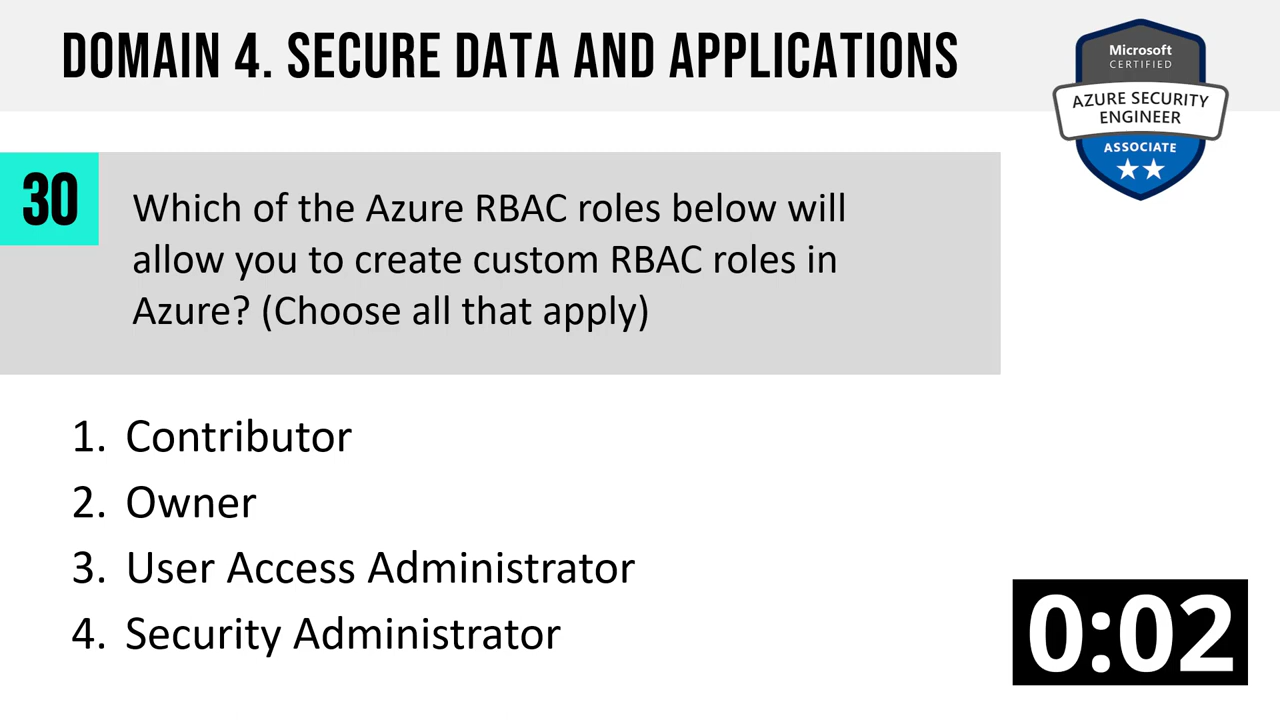 DOMAIN 4. SECURE DATA AND APPLICATIONS
Microsoft
CERTIFIED
AZURE SECURITY
ENGINEER
ASSOCIATE
30
Which of the Azure RBAC roles below will
allow you to create custom RBAC roles in
Azure? (Choose all that apply)
1. Contributor
2. Owner
3. User Access Administrator
4. Security Administrator
0:02